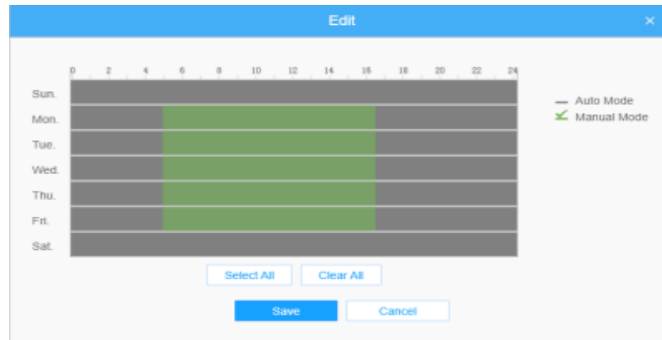 Edit ×
0 2 4 6 8 10 12 14 16 18 20 22 24
Sun.
Mon.
Tue.
Wed.
Thu.
Fri.
Sat.
Auto Mode
Manual Mode
Select All Clear All
Save Cancel